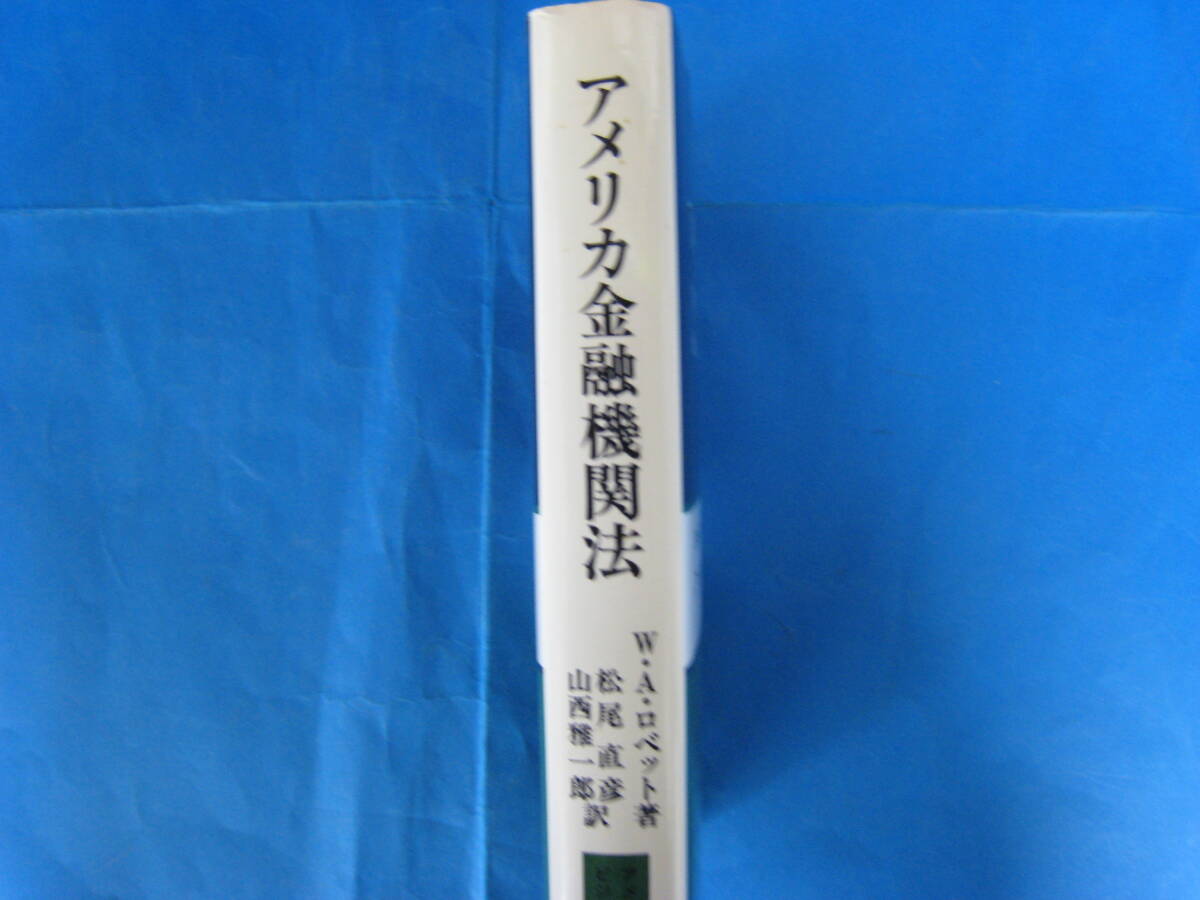 アメリカ金融機関法
W・A・ロベット著
松尾直彦
山西雅一郎
訳